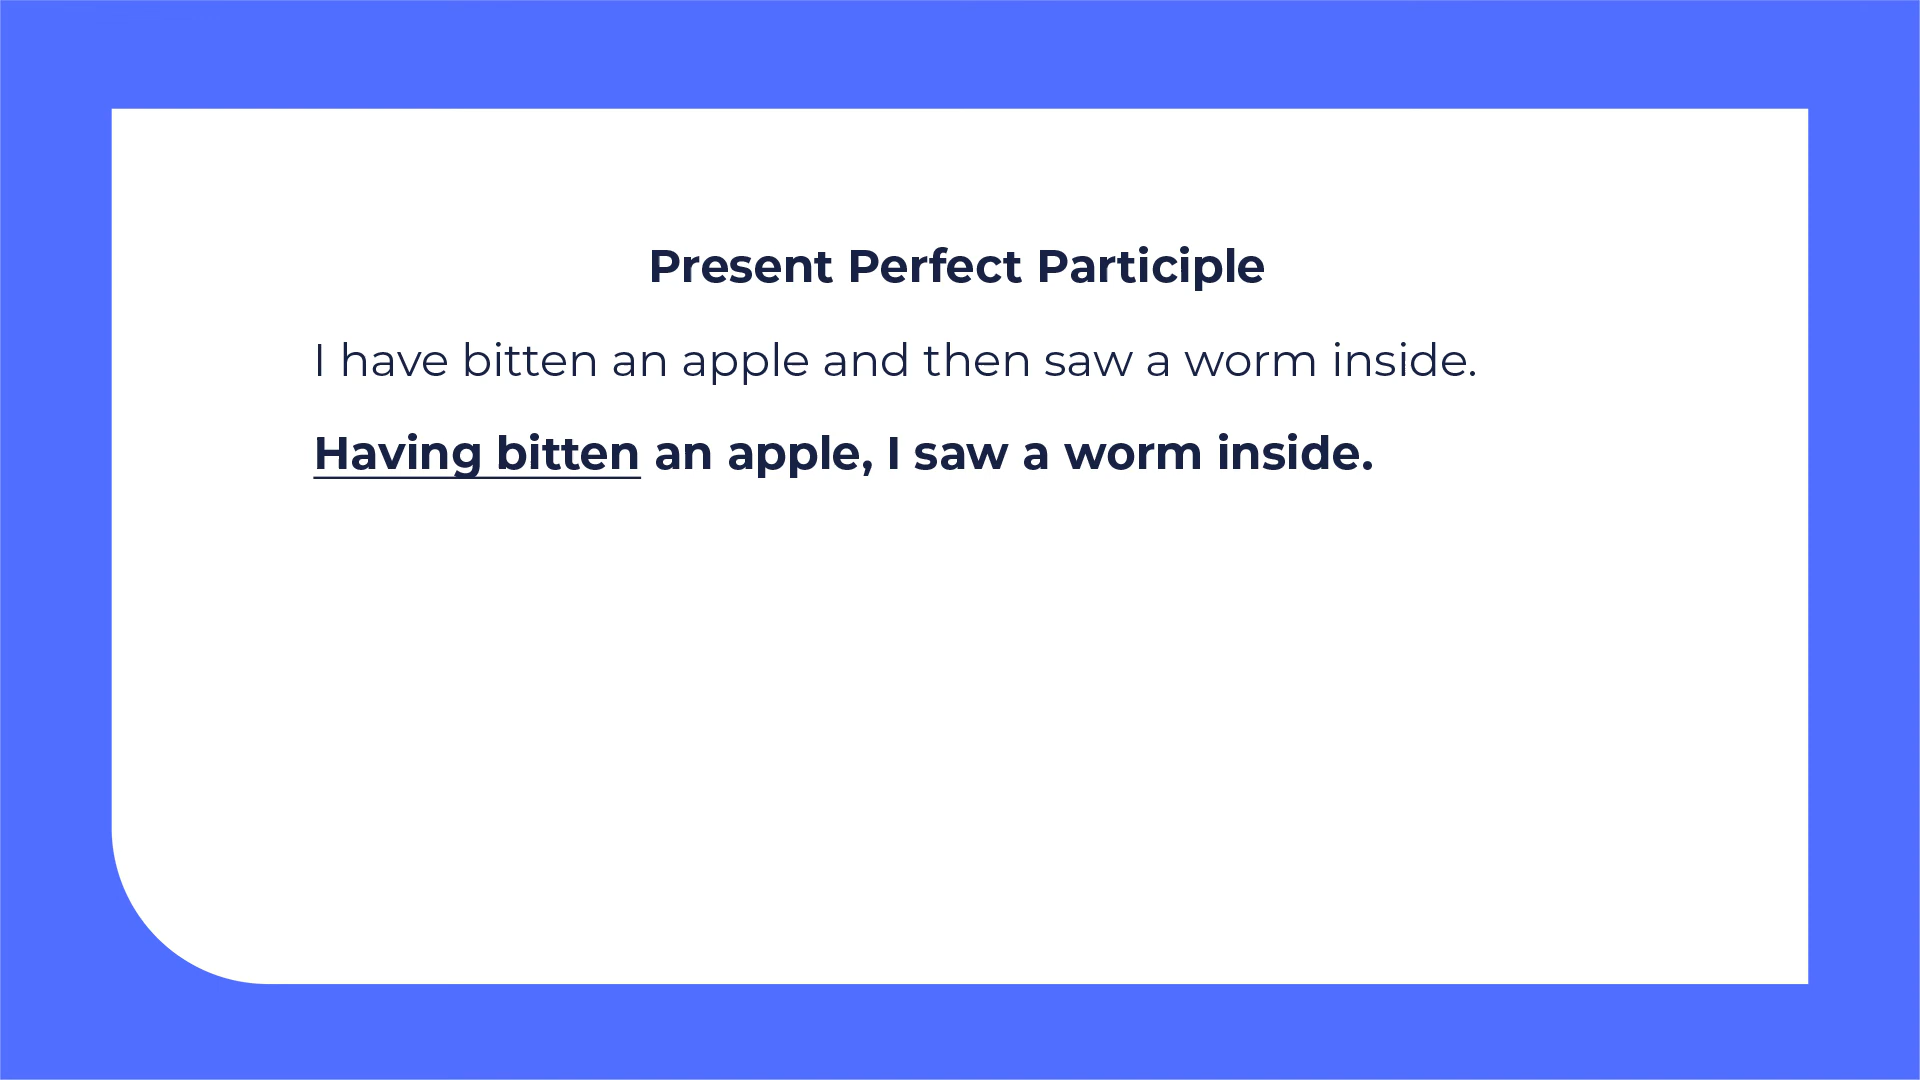 Present Perfect Participle
I have bitten an apple and then saw a worm inside.
Having bitten an apple, I saw a worm inside.